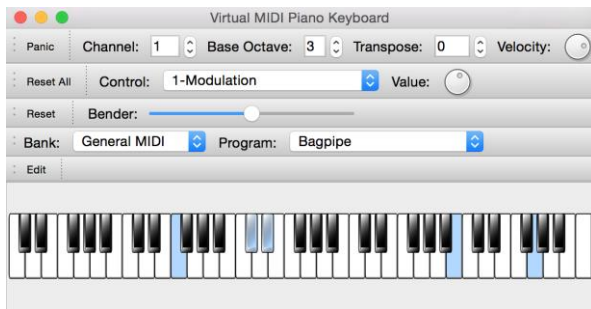 Virtual MIDI Piano Keyboard
Panic Channel: 1 Base Octave: 3 Transpose: 0 Velocity:
Reset All Control: 1-Modulation Value:
Reset Bender:
Bank: General MIDI Program: Bagpipe
Edit